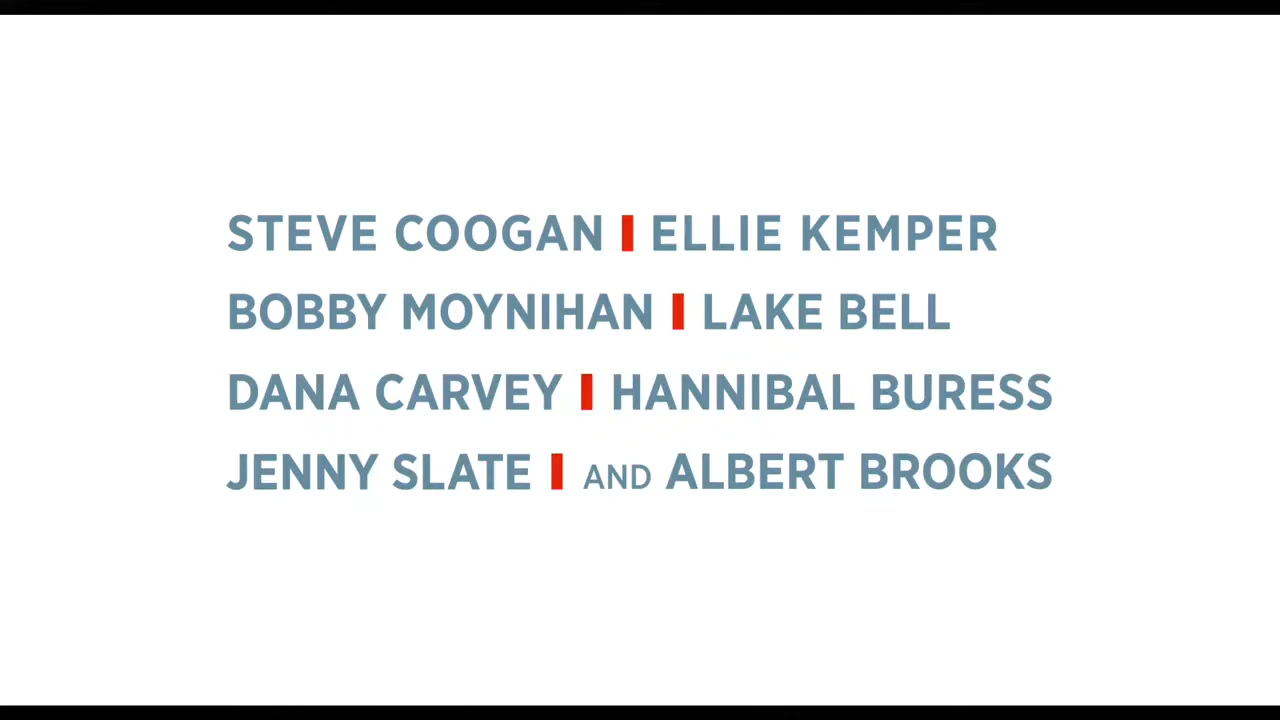 STEVE COOGAN | ELLIE KEMPER
BOBBY MOYNIHAN | LAKE BELL
DANA CARVEY | HANNIBAL BURESS
JENNY SLATE | AND ALBERT BROOKS